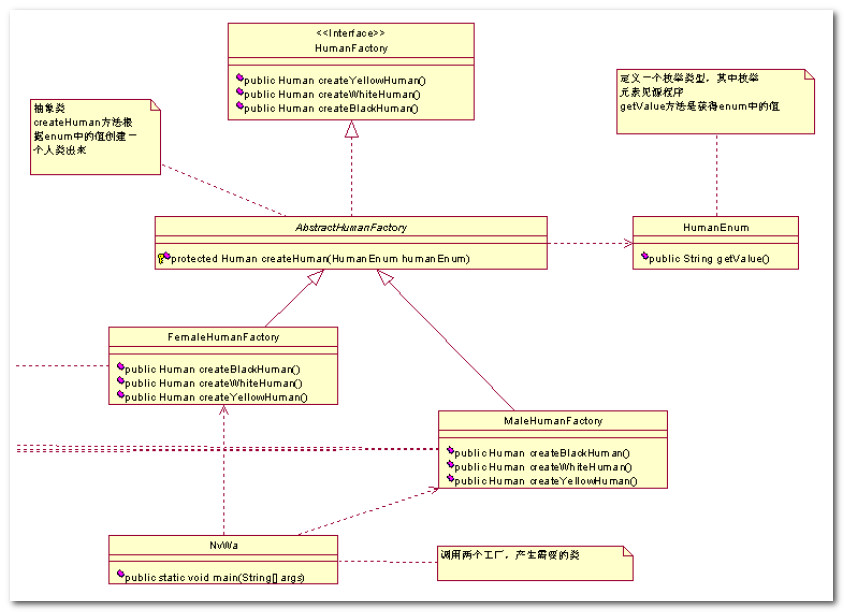 <<Interface>>
HumanFactory
public Human createYellowHuman()
public Human createWhiteHuman()
public Human createBlackHuman()
定义一个枚举类型，其中枚举
元素见源程序
getValue方法是获得enum中的值
抽象类
createHuman方法根
据enum中的值创建一
个人类出来
AbstractHumanFactory
protected Human createHuman(HumanEnum humanEnum)
HumanEnum
public String getValue()
FemaleHumanFactory
public Human createBlackHuman()
public Human createWhiteHuman()
public Human createYellowHuman()
MaleHumanFactory
public Human createBlackHuman()
public Human createWhiteHuman()
public Human createYellowHuman()
NvWa
public static void main(String[] args)
调用两个工厂，产生需要的类